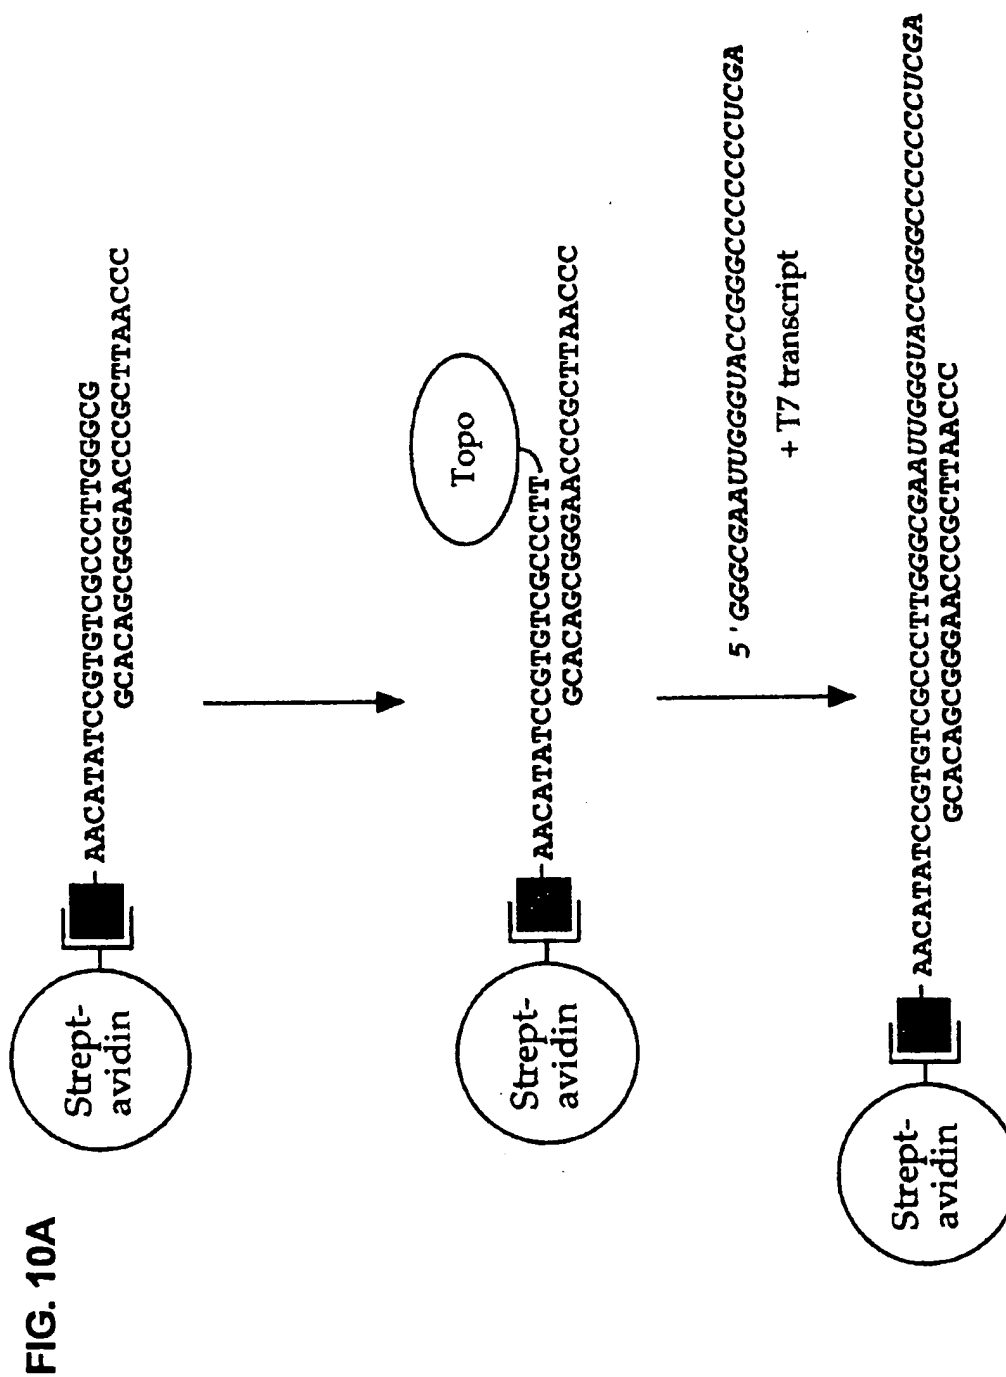 FIG. 10A
Strept-
avidin
AACATATCCGTGTCGCCCTTGGGCG
GCACAGCGGGAACCCGCTTAACCC
Topo
Strept-
avidin
AACATATCCGTGTCGCCCTT
GCACAGCGGGAACCCGCTTAACCC
5 'GGGCGAAUUGGGUACCGGGCCCCCCUCGA
+ T7 transcript
Strept-
avidin
AACATATCCGTGTCGCCCTTGGGCGAAUUGGGUACCGGGCCCCCCUCGA
GCACAGCGGGAACCCGCTTAACCC